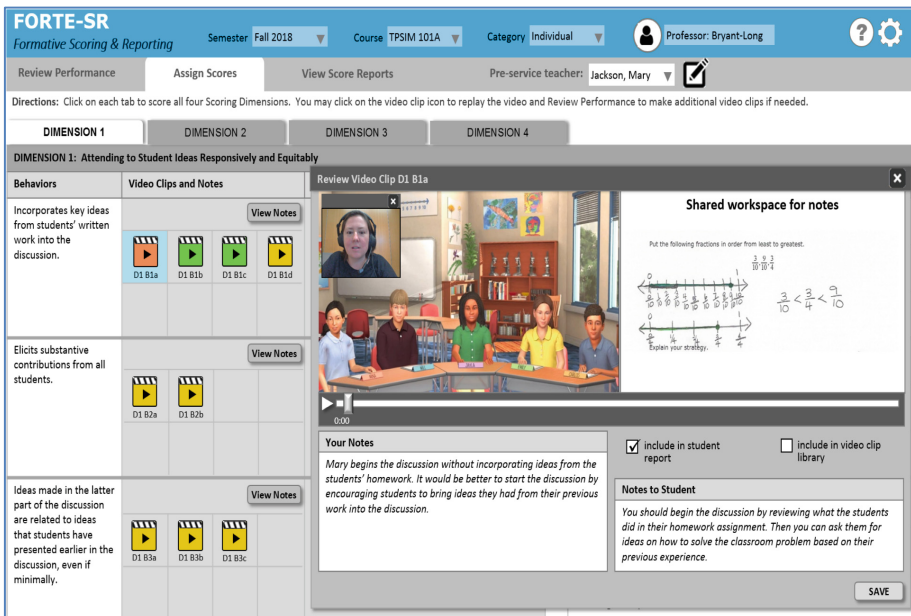 FORTE-SR
Formative Scoring & Reporting
Semester Fall 2018
Course TPSIM 101A
Category Individual
Professor: Bryant-Long
?
Review Performance
Assign Scores
View Score Reports
Pre-service teacher: Jackson, Mary
Directions: Click on each tab to score all four Scoring Dimensions. You may click on the video clip icon to replay the video and Review Performance to make additional video clips if needed.
DIMENSION 1
DIMENSION 2
DIMENSION 3
DIMENSION 4
DIMENSION 1: Attending to Student Ideas Responsively and Equitably
Behaviors
Video Clips and Notes
Incorporates key ideas
from students' written
work into the
discussion.
View Notes
D1 B1a
D1 B1b
D1 B1c
D1 B1d
Elicits substantive
contributions from all
students.
View Notes
D1 B2a
D1 B2b
Ideas made in the latter
part of the discussion
are related to ideas
that students have
presented earlier in the
discussion, even if
minimally.
View Notes
D1 B3a
D1 B3b
D1 B3c
Review Video Clip D1 B1a
X
x
0:00
Shared workspace for notes
Put the following fractions in order from least to greatest.
3/10, 9/10, 3/4
3/10 < 3/4 < 9/10
Explain your strategy.
Your Notes
Mary begins the discussion without incorporating ideas from the
students' homework. It would be better to start the discussion by
encouraging students to bring ideas they had from their previous
work into the discussion.
include in student
report
include in video clip
library
Notes to Student
You should begin the discussion by reviewing what the students
did in their homework assignment. Then you can ask them for
ideas on how to solve the classroom problem based on their
previous experience.
SAVE